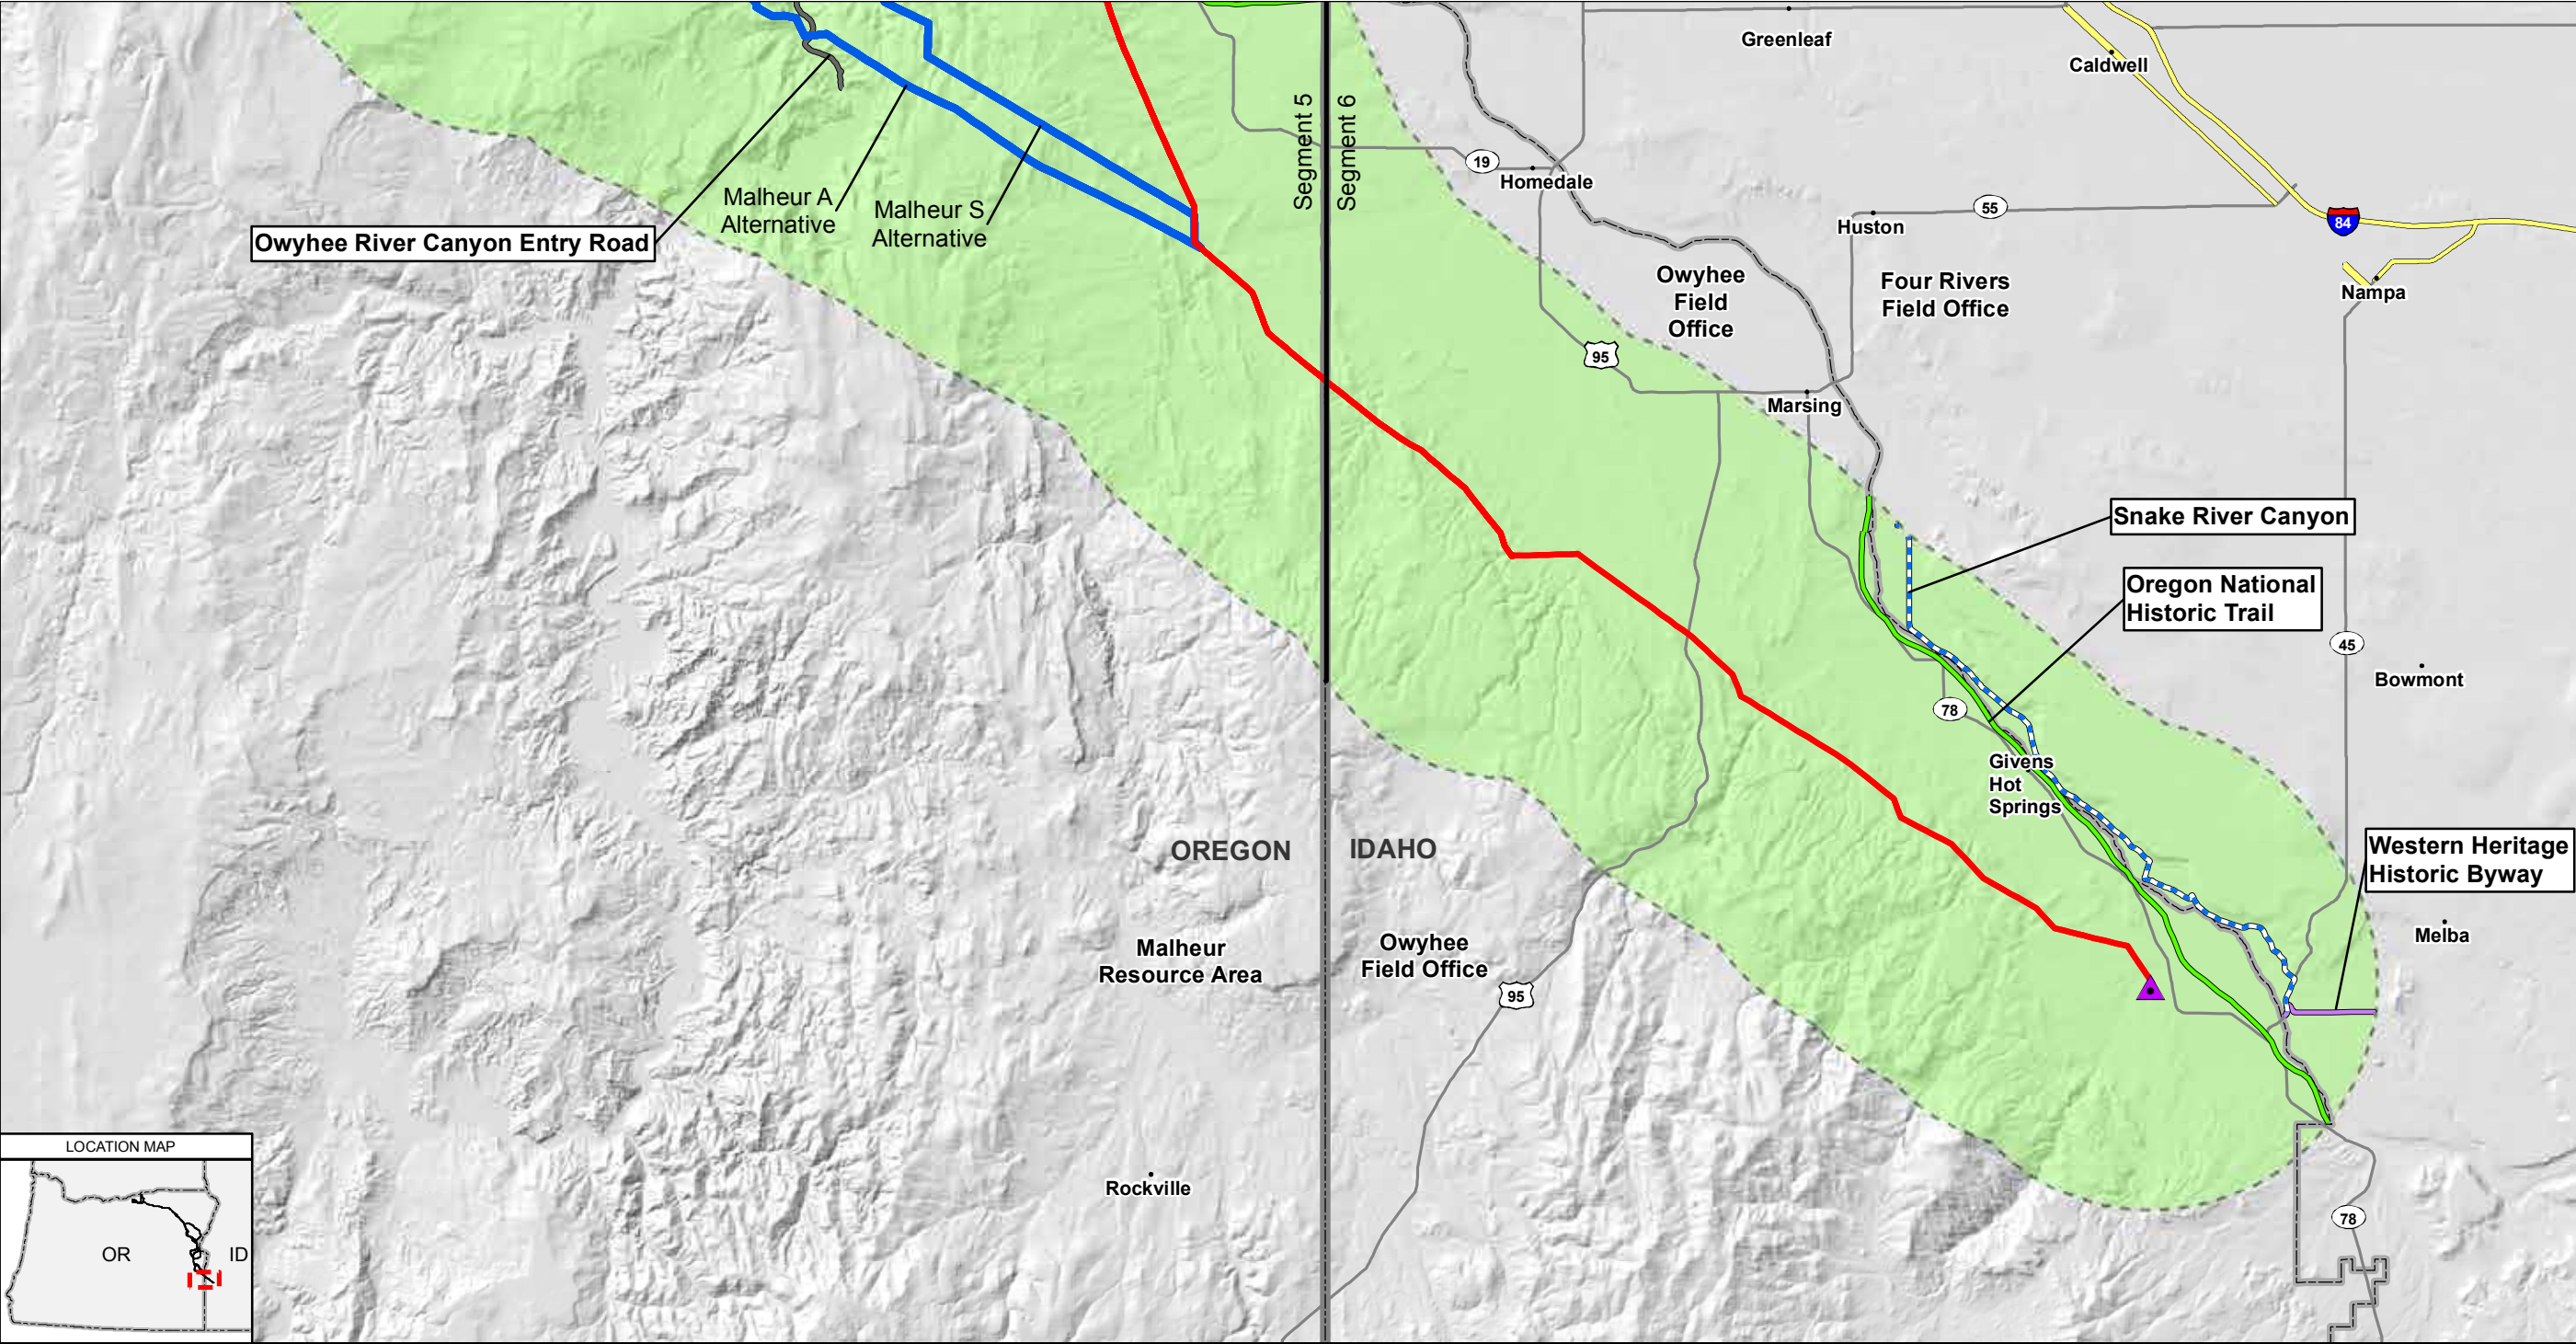 Greenleaf
Caldwell
Segment 5
Segment 6
19
Homedale
Malheur A
Alternative
Malheur S
Alternative
Owyhee River Canyon Entry Road
55
Huston
84
Nampa
Owyhee
Field
Office
Four Rivers
Field Office
95
Marsing
Snake River Canyon
Oregon National
Historic Trail
45
Bowmont
78
Givens
Hot
Springs
OREGON
IDAHO
Western Heritage
Historic Byway
Melba
Malheur
Resource Area
Owyhee
Field Office
95
Rockville
78
LOCATION MAP
OR
ID